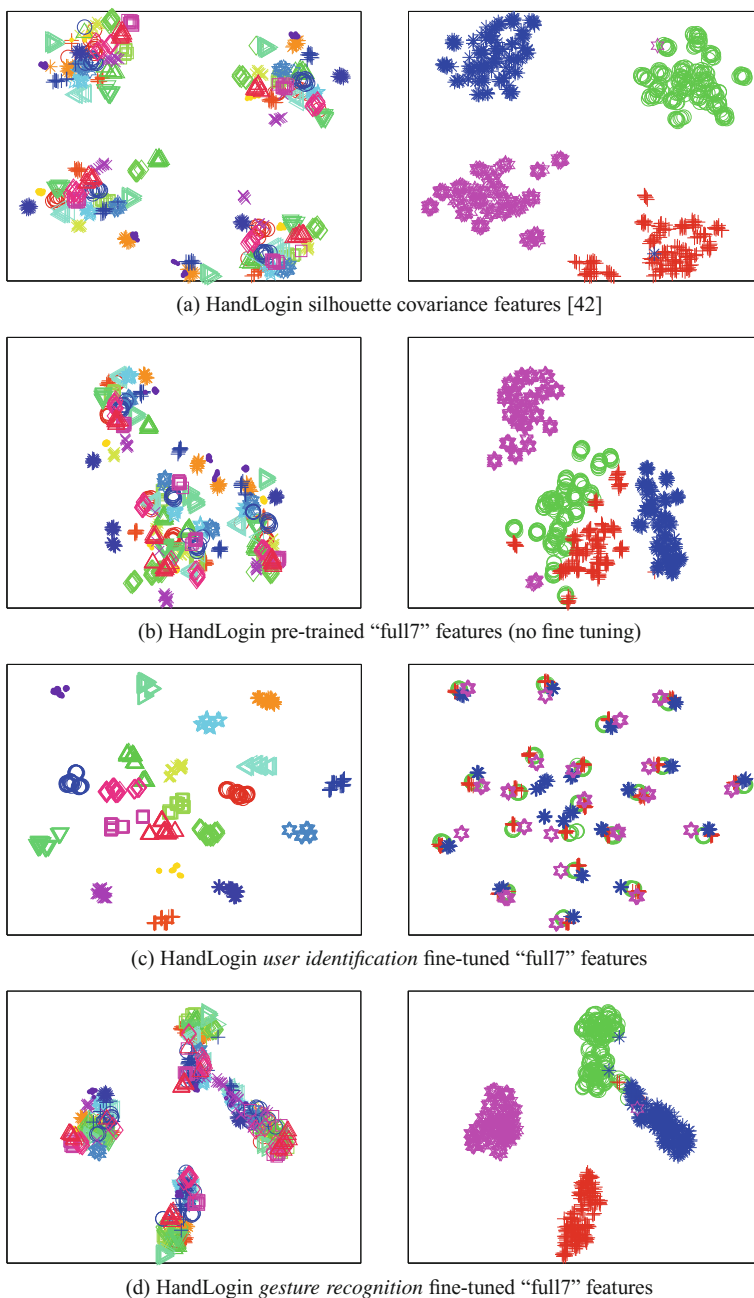 (a) HandLogin silhouette covariance features [42]
(b) HandLogin pre-trained “full7” features (no fine tuning)
(c) HandLogin user identification fine-tuned “full7” features
(d) HandLogin gesture recognition fine-tuned “full7” features